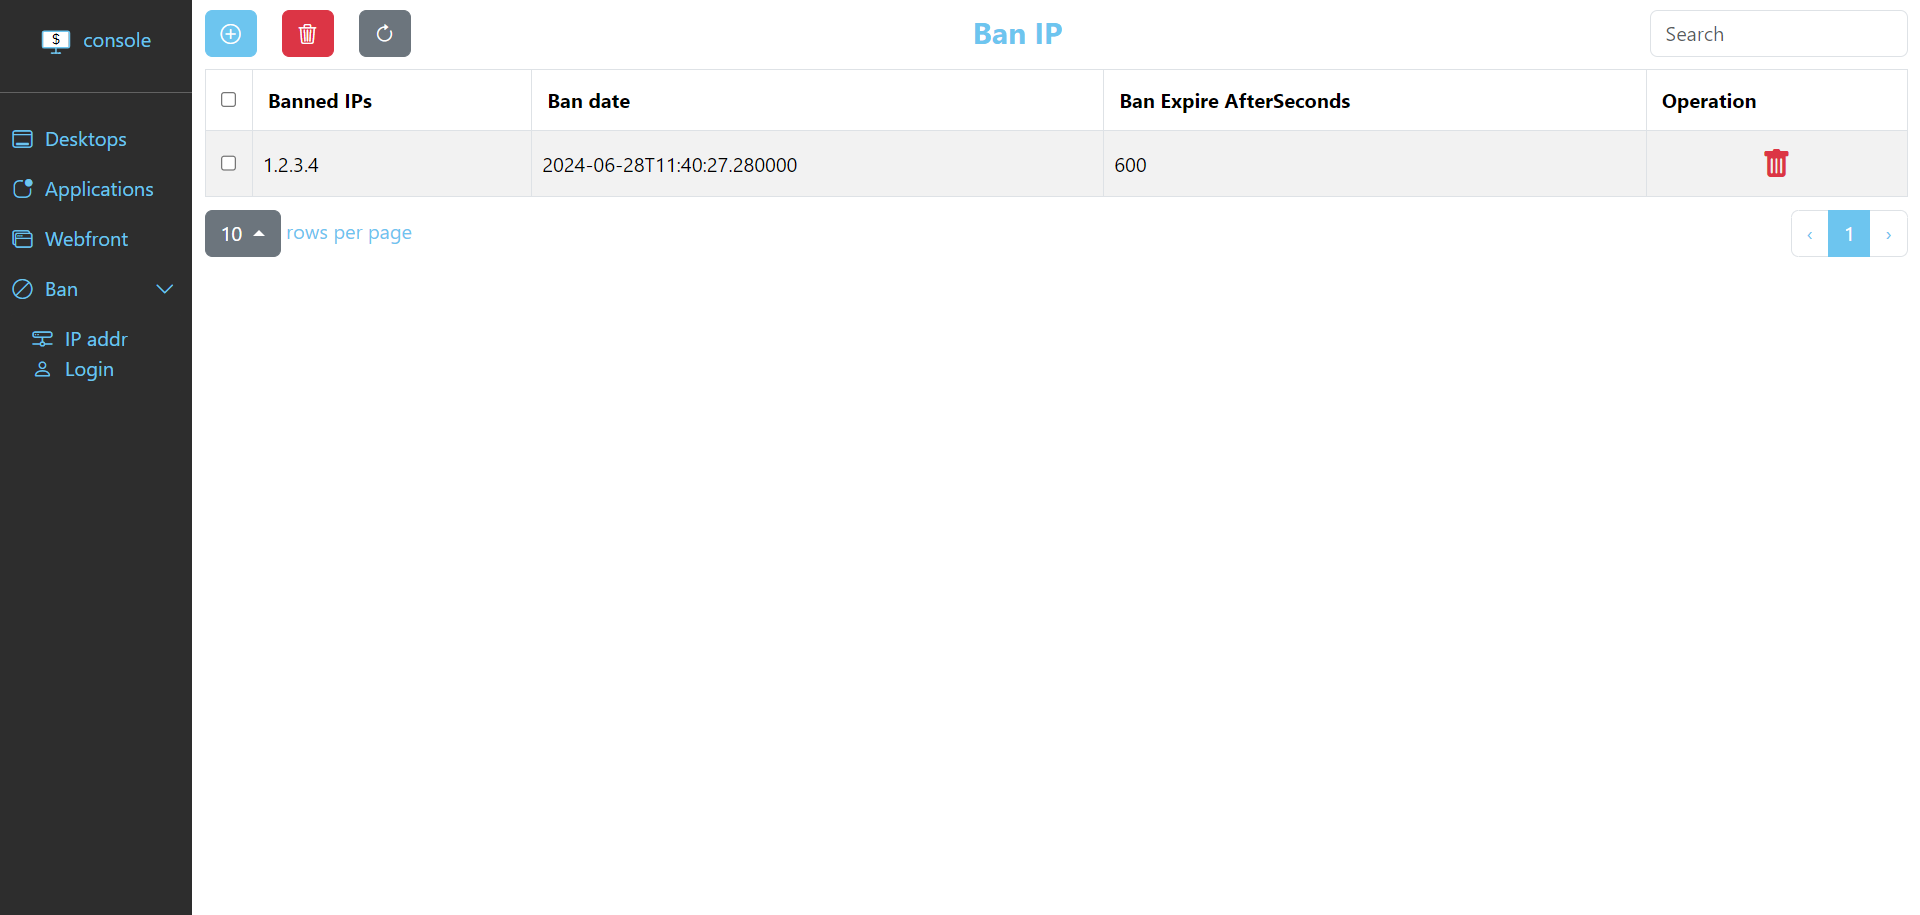 $ console
Ban IP
Search
Banned IPs Ban date Ban Expire AfterSeconds Operation
1.2.3.4 2024-06-28T11:40:27.280000 600
10 rows per page
‹ 1 ›
Desktops
Applications
Webfront
Ban
IP addr
Login